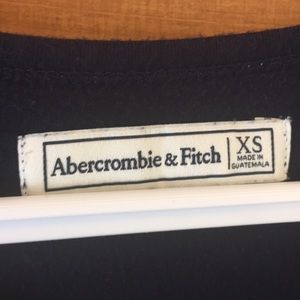 Abercrombie & Fitch
XS
MADE IN
GUATEMALA